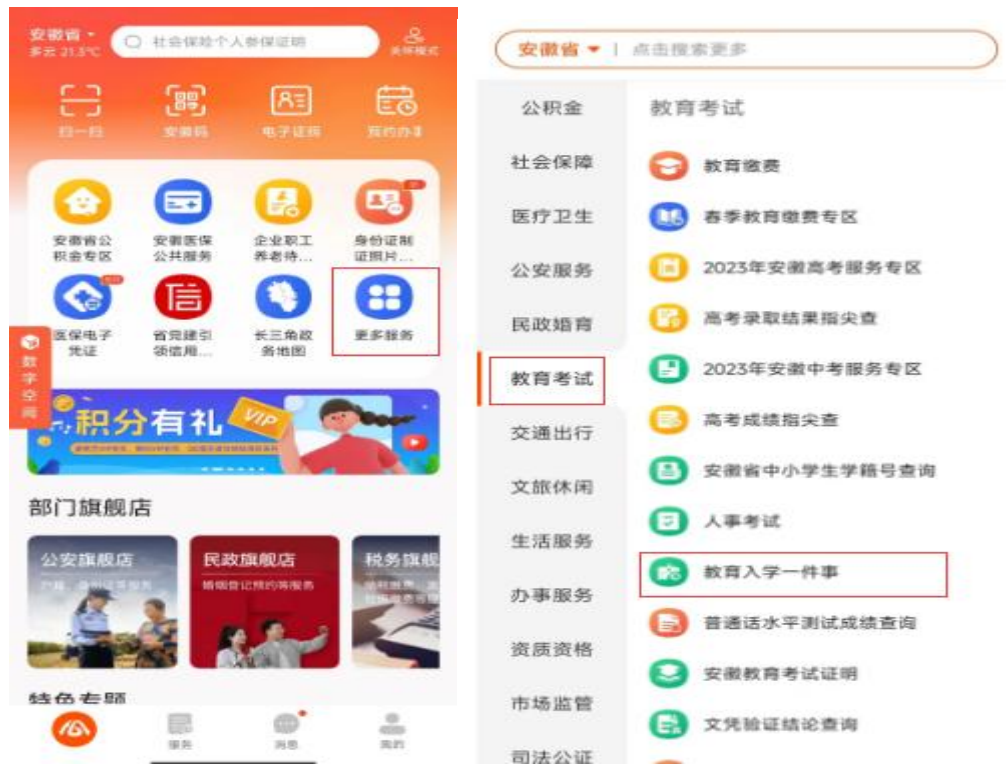 安徽省
多云 21.3℃
社会保险个人参保证明
关怀模式
扫一扫
安徽码
电子证照
预约办事
安徽省公
积金专区
安徽医保
公共服务
企业职工
养老待...
身份证制
证照片...
医保电子
凭证
省党建引
领信用...
长三角政
务地图
更多服务
数字空间
积分有礼
VIP
部门旗舰店
公安旗舰店
民政旗舰店
婚姻登记预约等服务
税务旗舰
特色专题
服务
消息
我的
安徽省
点击搜索更多
公积金
社会保障
医疗卫生
公安服务
民政婚育
教育考试
交通出行
文旅休闲
生活服务
办事服务
资质资格
市场监管
司法公证
教育考试
教育缴费
春季教育缴费专区
2023年安徽高考服务专区
高考录取结果指尖查
2023年安徽中考服务专区
高考成绩指尖查
安徽省中小学生学籍号查询
人事考试
教育入学一件事
普通话水平测试成绩查询
安徽教育考试证明
文凭验证结论查询